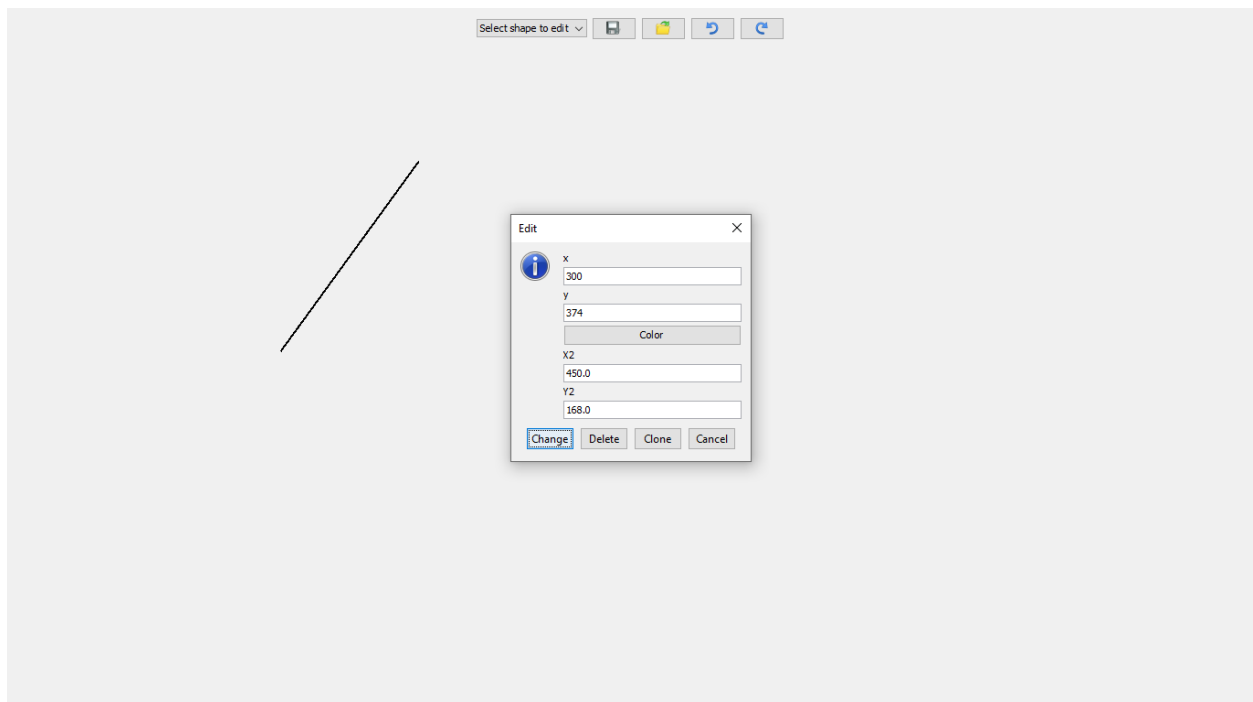 Select shape to edit
Edit
x
300
y
374
Color
X2
450.0
Y2
168.0
Change Delete Clone Cancel